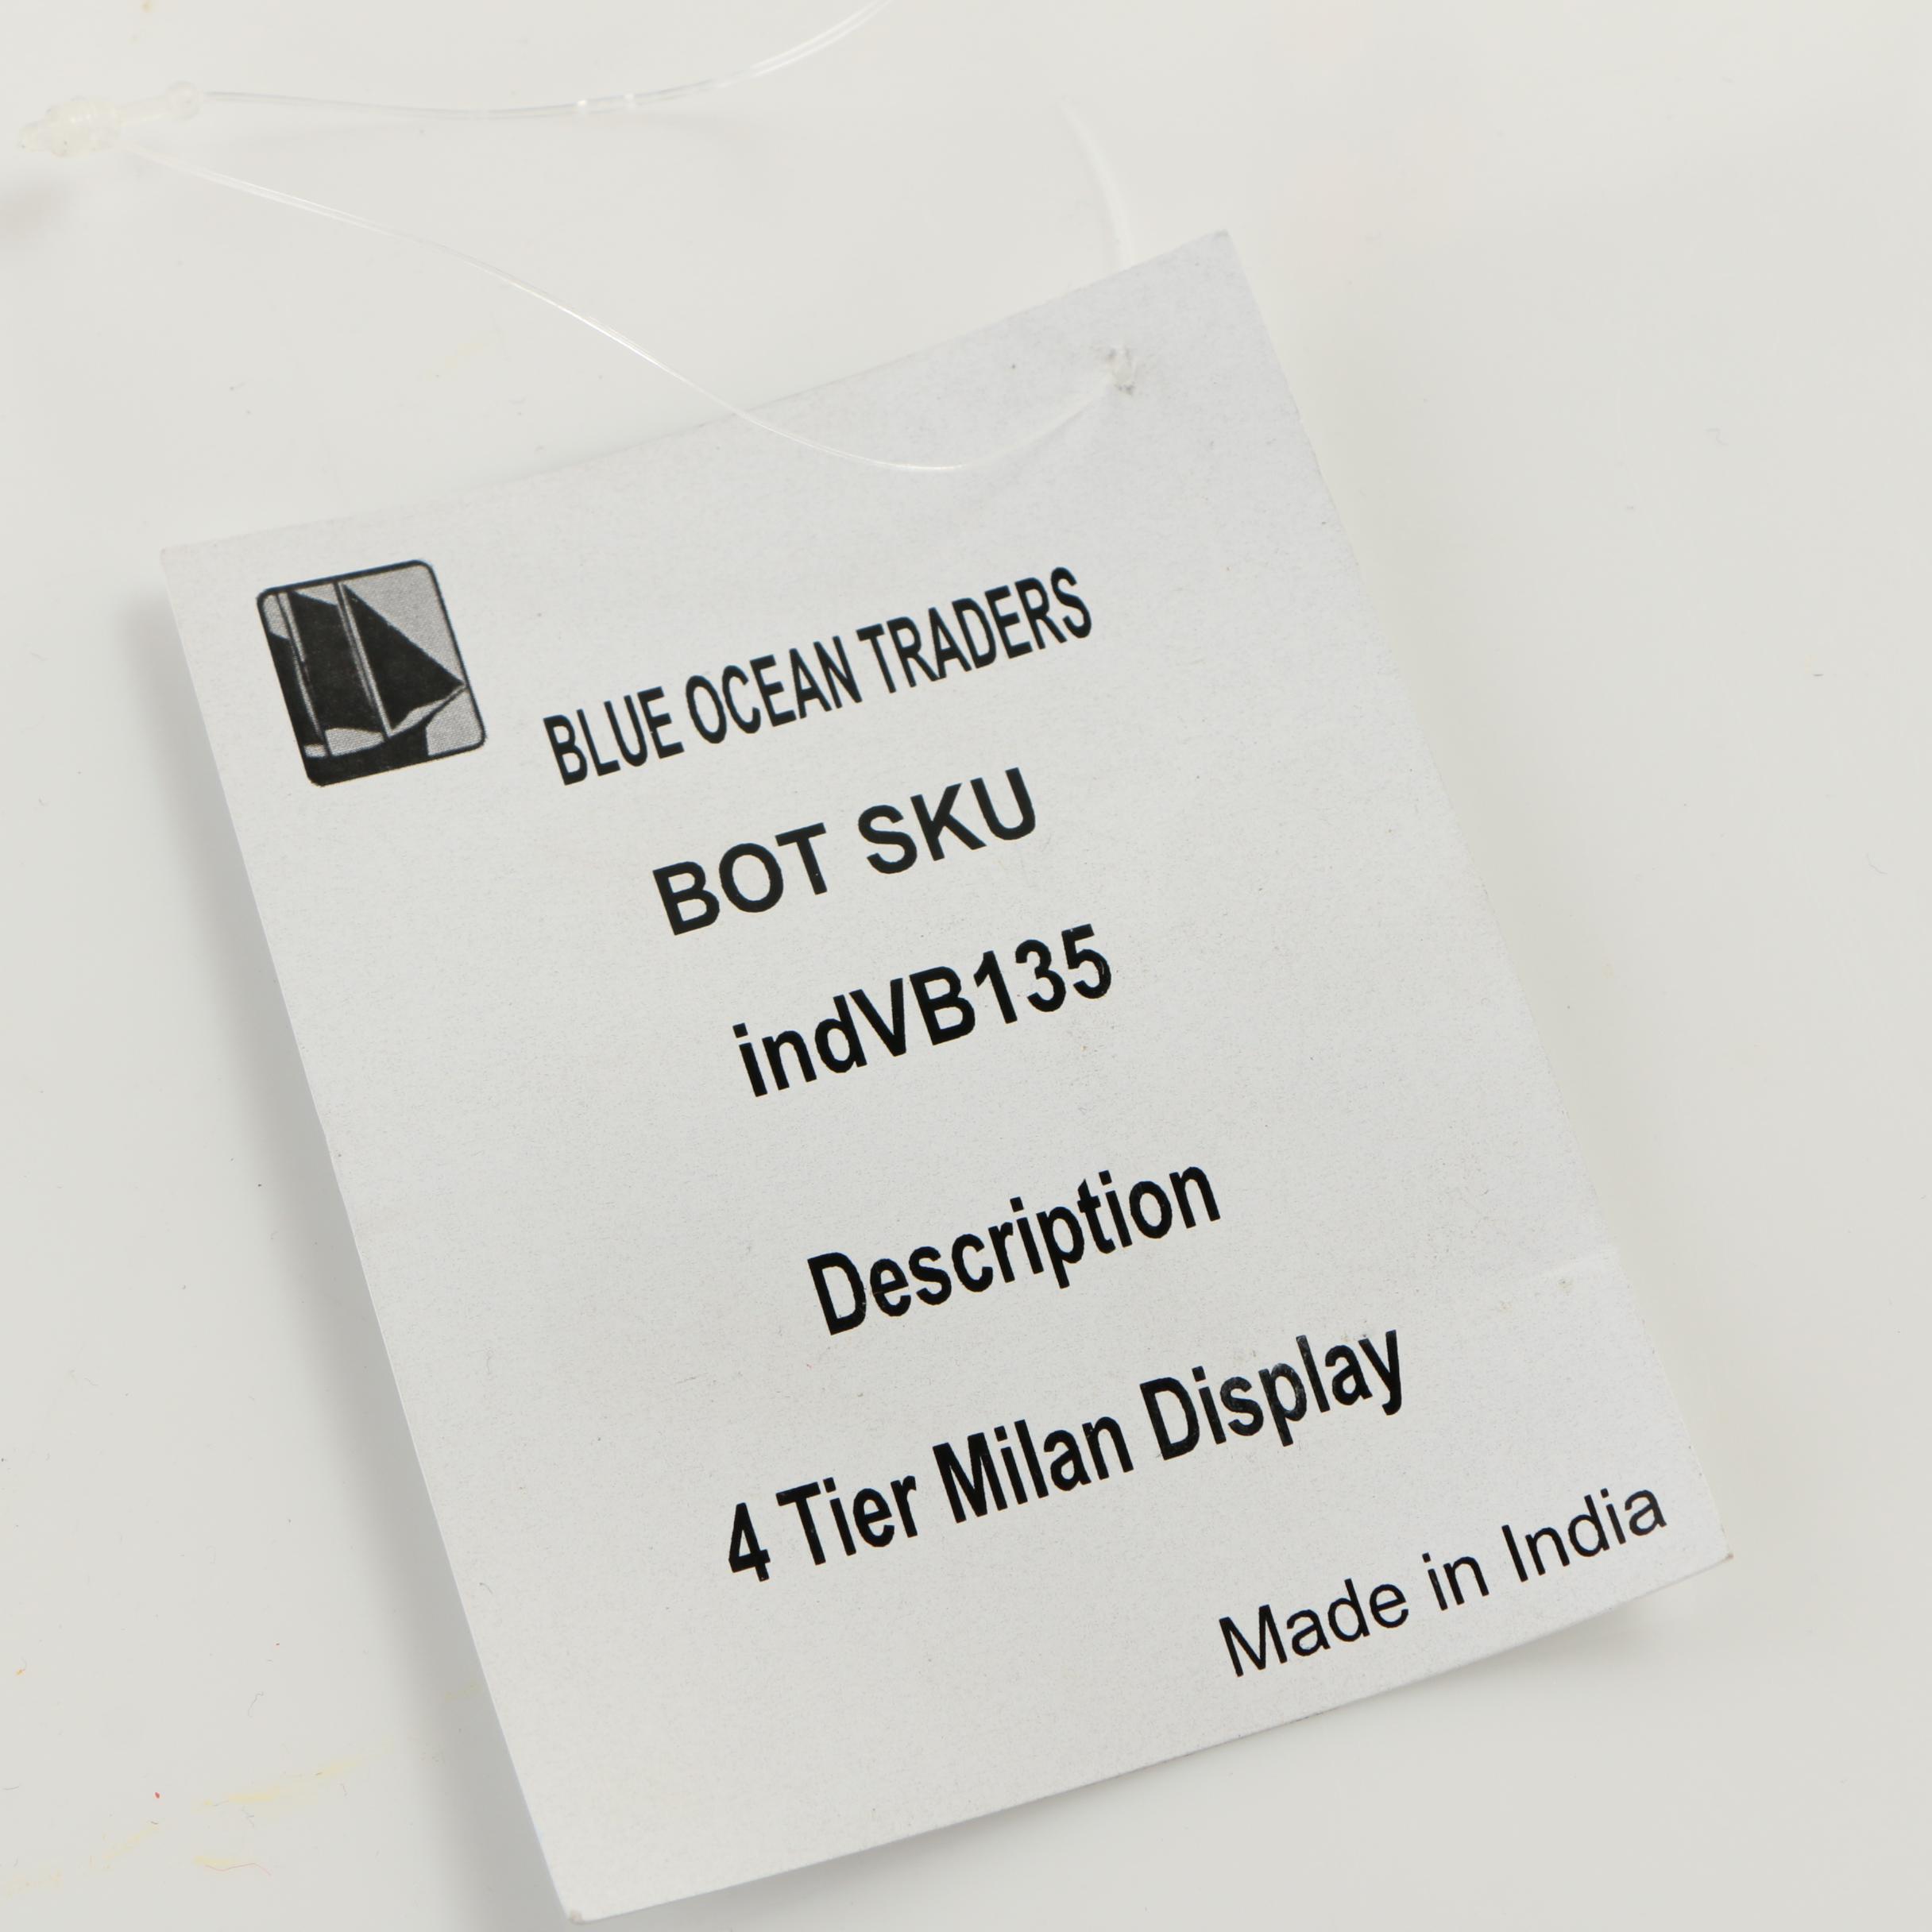 BLUE OCEAN TRADERS
BOT SKU
indVB135
Description
4 Tier Milan Display
Made in India